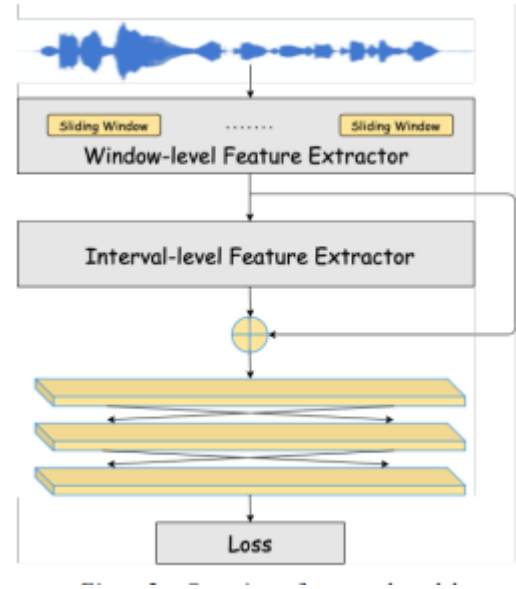 Sliding Window ....... Sliding Window
Window-level Feature Extractor
Interval-level Feature Extractor
Loss